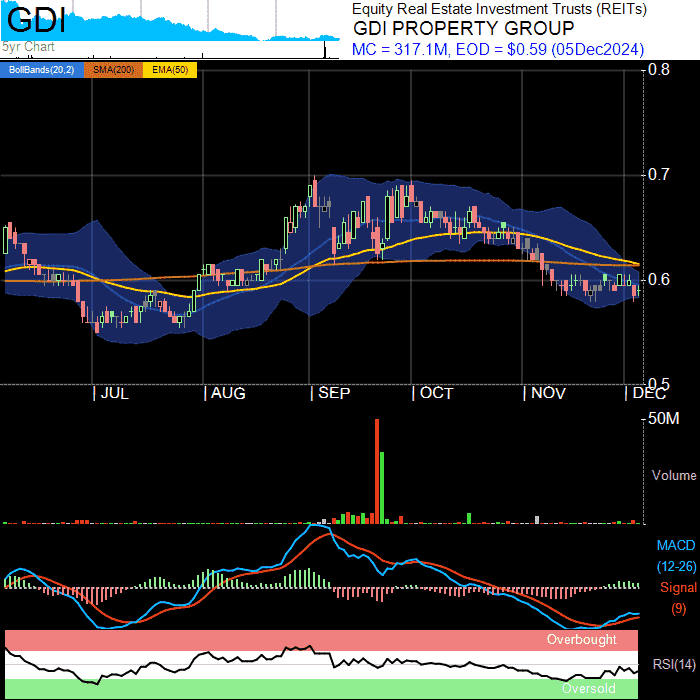 GDI
5yr Chart
Equity Real Estate Investment Trusts (REITs)
GDI PROPERTY GROUP
MC = 317.1M, EOD = $0.59 (05Dec2024)
BollBands(20,2) SMA(200) EMA(50)
0.8
0.7
0.6
0.5
JUL AUG SEP OCT NOV DEC
50M
Volume
MACD
(12-26)
Signal
(9)
Overbought
RSI(14)
Oversold